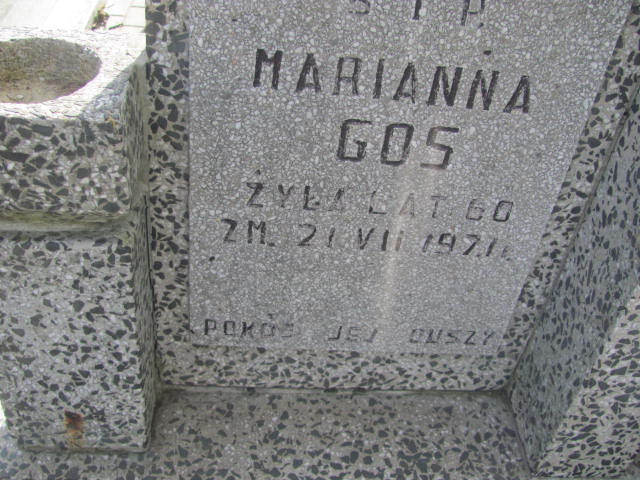 S I P
MARIANNA
GOS
ŻYŁA LAT 60
ZM. 21 VII 1971 R
POKÓJ JEJ DUSZY